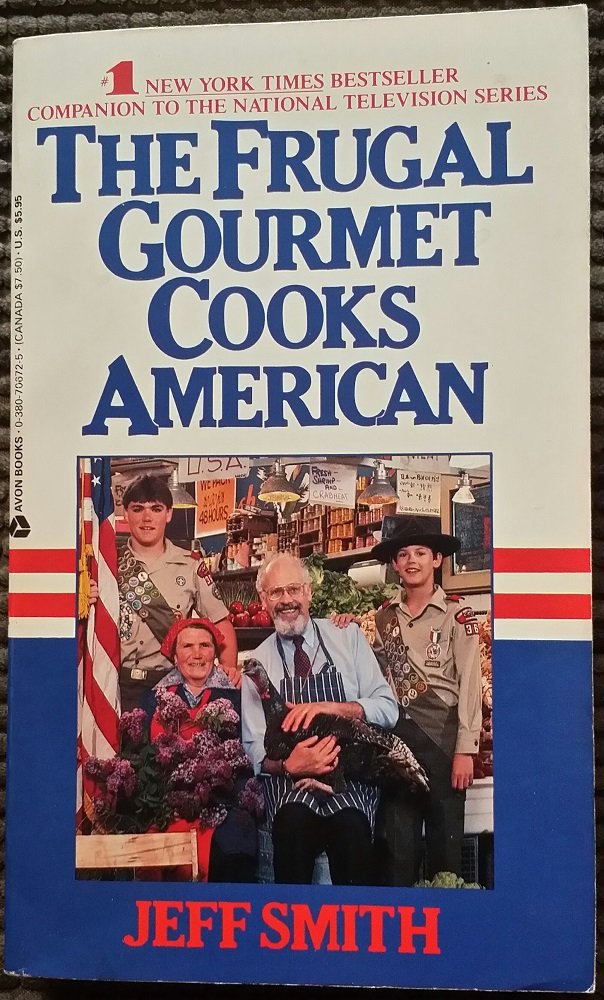 #1 NEW YORK TIMES BESTSELLER
COMPANION TO THE NATIONAL TELEVISION SERIES
THE FRUGAL
GOURMET
COOKS
AMERICAN
AVON BOOKS · 0-380-70672-5 · (CANADA $7.50) · U.S. $5.95
U.S.A.
WE PACK
48 HOURS
FRESH
SHRIMP
AND
CRABMEAT
JEFF SMITH